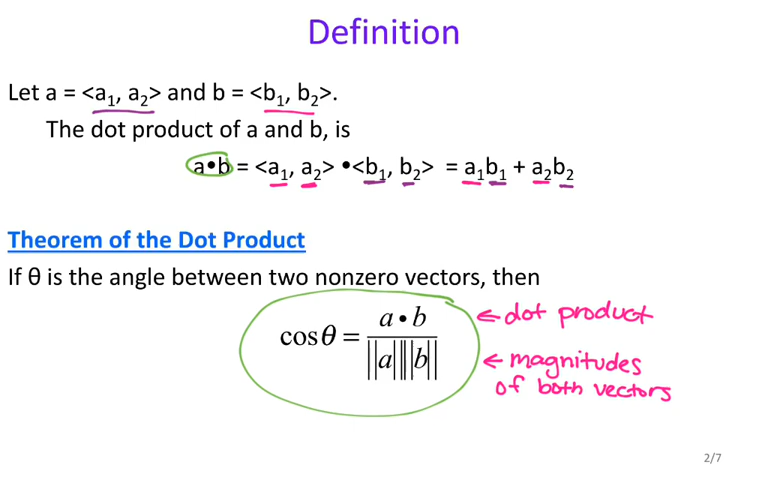 Definition
Let a = <a₁, a₂> and b = <b₁, b₂>.
The dot product of a and b, is
a•b = <a₁, a₂> •<b₁, b₂> = a₁b₁ + a₂b₂
Theorem of the Dot Product
If θ is the angle between two nonzero vectors, then
cosθ = a • b / ||a||||b||
← dot product
← magnitudes
of both vectors
2/7